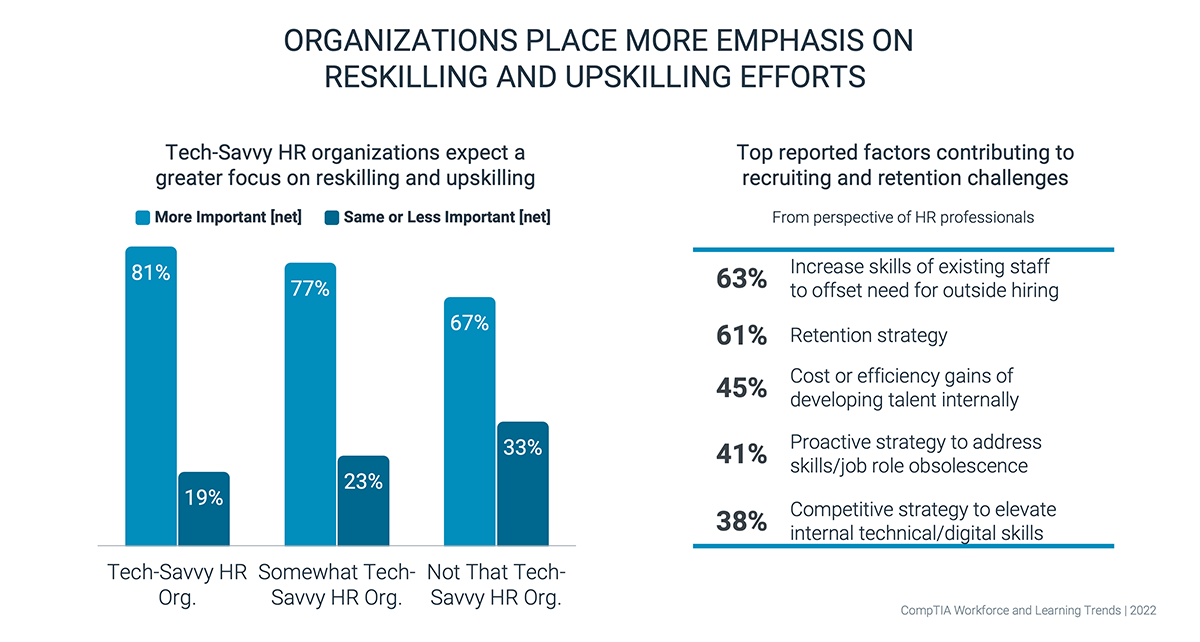 ORGANIZATIONS PLACE MORE EMPHASIS ON
RESKILLING AND UPSKILLING EFFORTS
Tech-Savvy HR organizations expect a
greater focus on reskilling and upskilling
More Important [net]
Same or Less Important [net]
81%
19%
77%
23%
67%
33%
Tech-Savvy HR
Org.
Somewhat Tech-
Savvy HR Org.
Not That Tech-
Savvy HR Org.
Top reported factors contributing to
recruiting and retention challenges
From perspective of HR professionals
63%
Increase skills of existing staff
to offset need for outside hiring
61%
Retention strategy
45%
Cost or efficiency gains of
developing talent internally
41%
Proactive strategy to address
skills/job role obsolescence
38%
Competitive strategy to elevate
internal technical/digital skills
CompTIA Workforce and Learning Trends | 2022